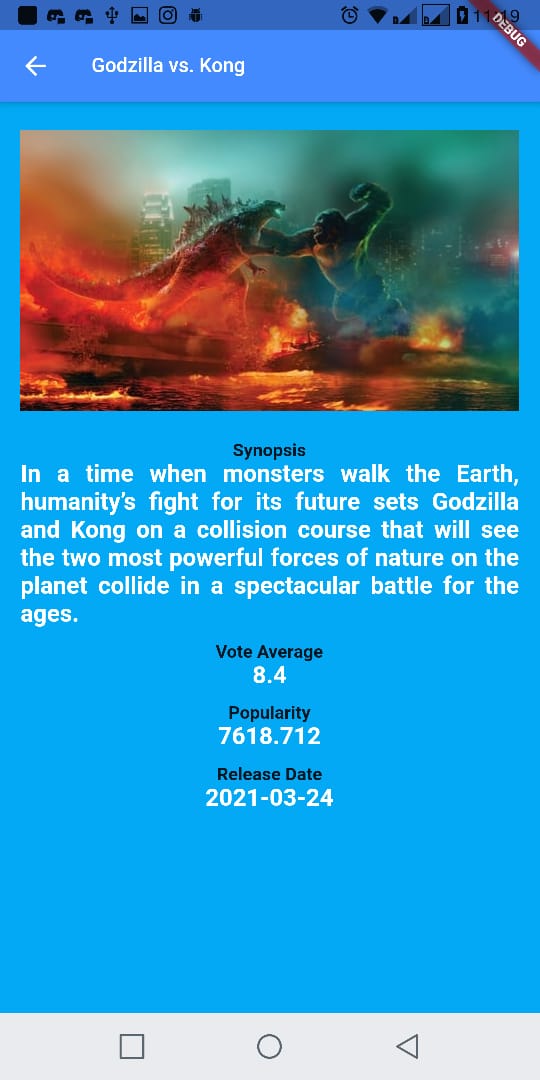 DEBUG
Godzilla vs. Kong
Synopsis
In a time when monsters walk the Earth,
humanity’s fight for its future sets Godzilla
and Kong on a collision course that will see
the two most powerful forces of nature on the
planet collide in a spectacular battle for the
ages.
Vote Average
8.4
Popularity
7618.712
Release Date
2021-03-24